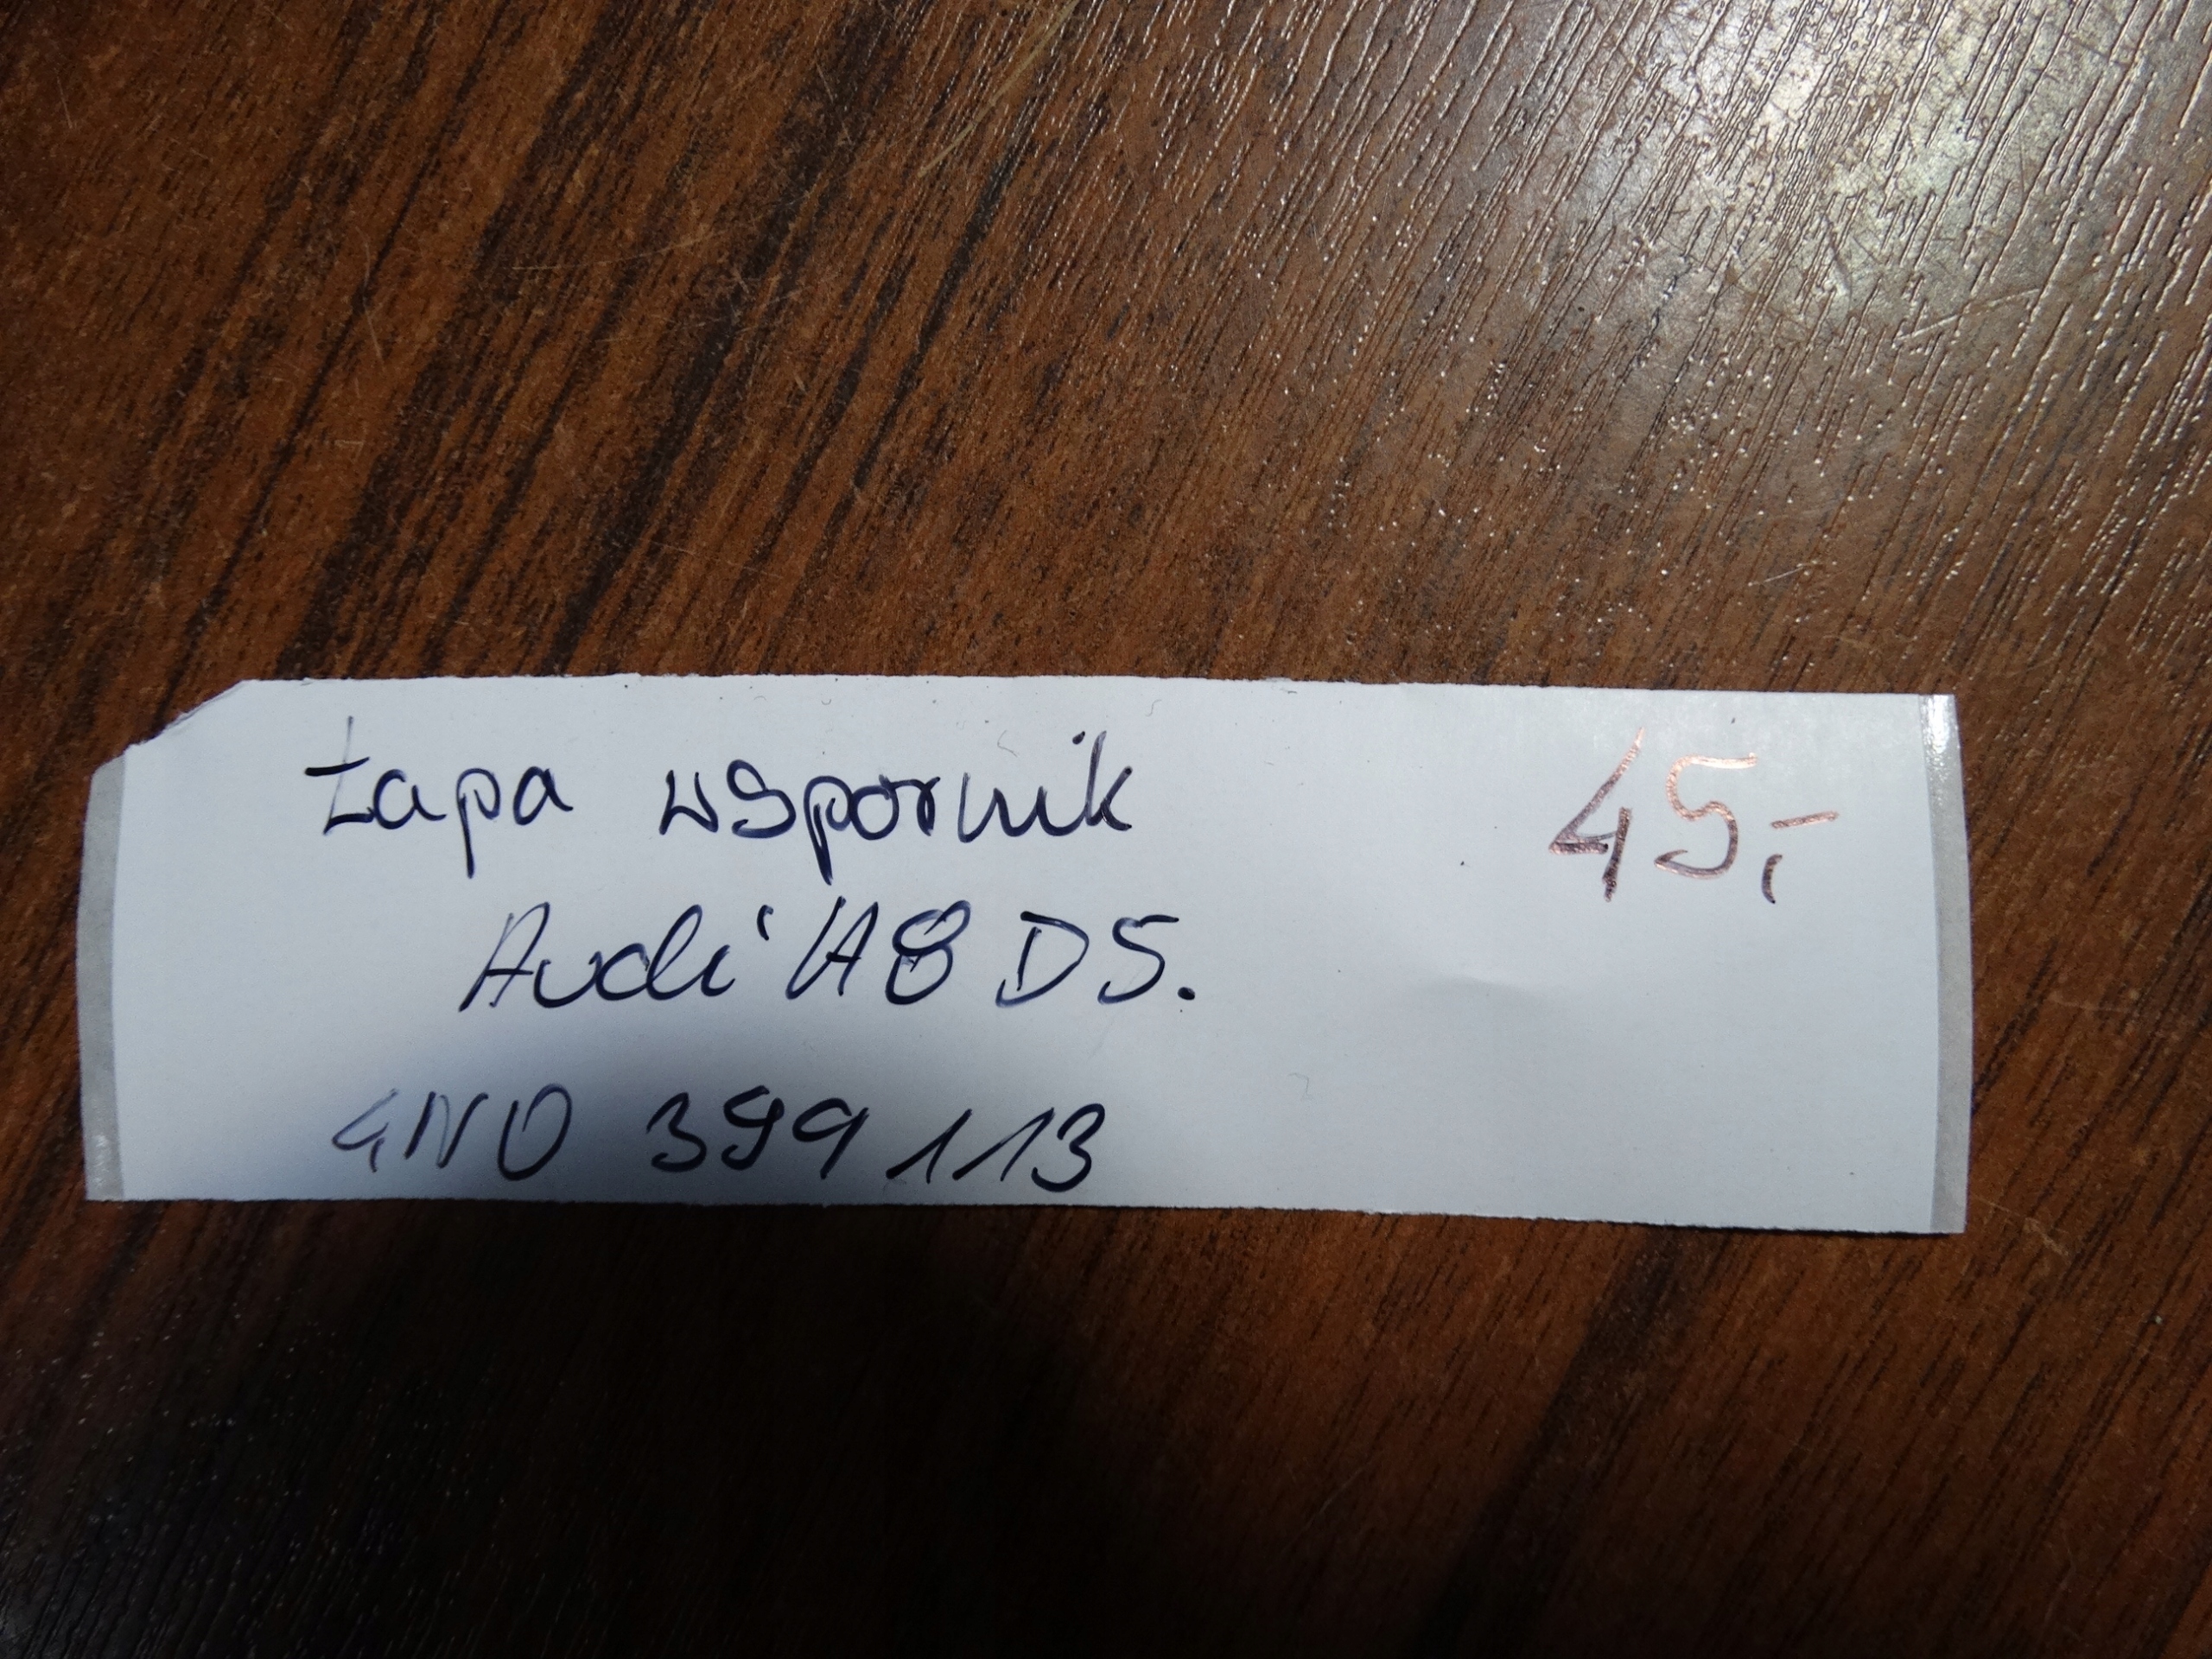 Łapa wspornik 45,-
Audi A8 D5.
4N0 399 113